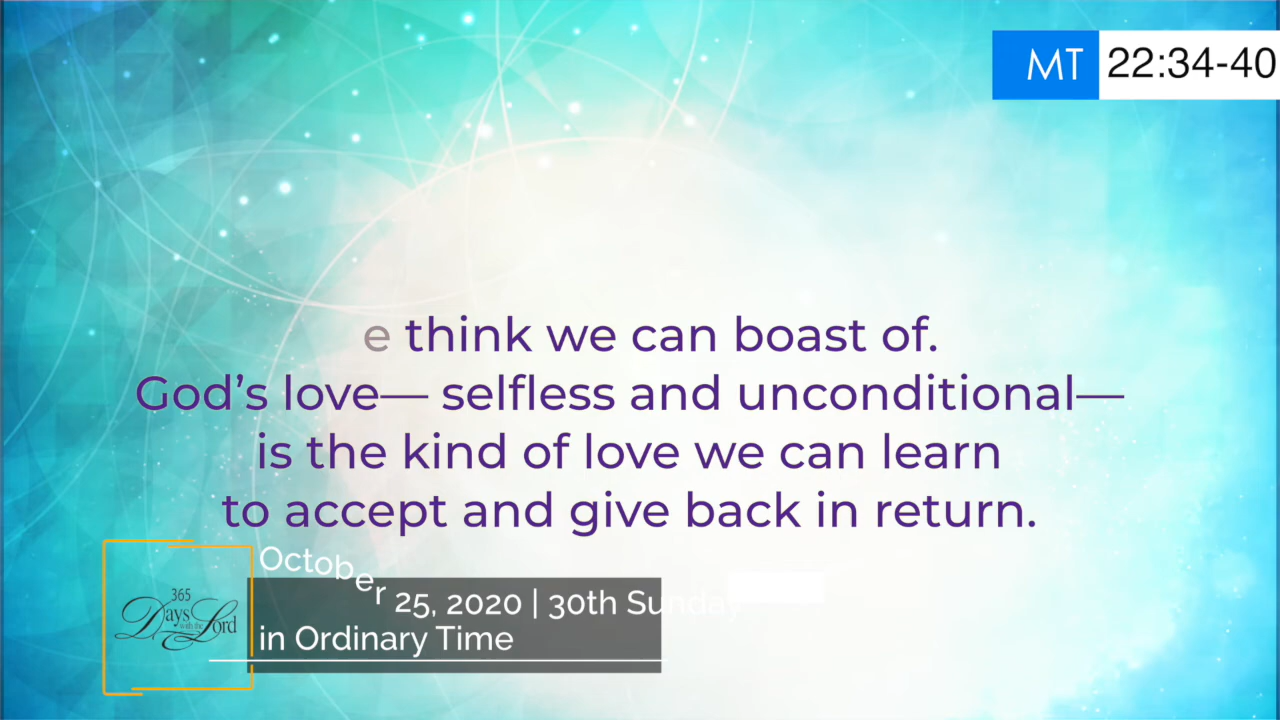 MT 22:34-40
e think we can boast of.
God’s love— selfless and unconditional—
is the kind of love we can learn
to accept and give back in return.
October 25, 2020 | 30th Sunday
in Ordinary Time
365
Days with the Lord